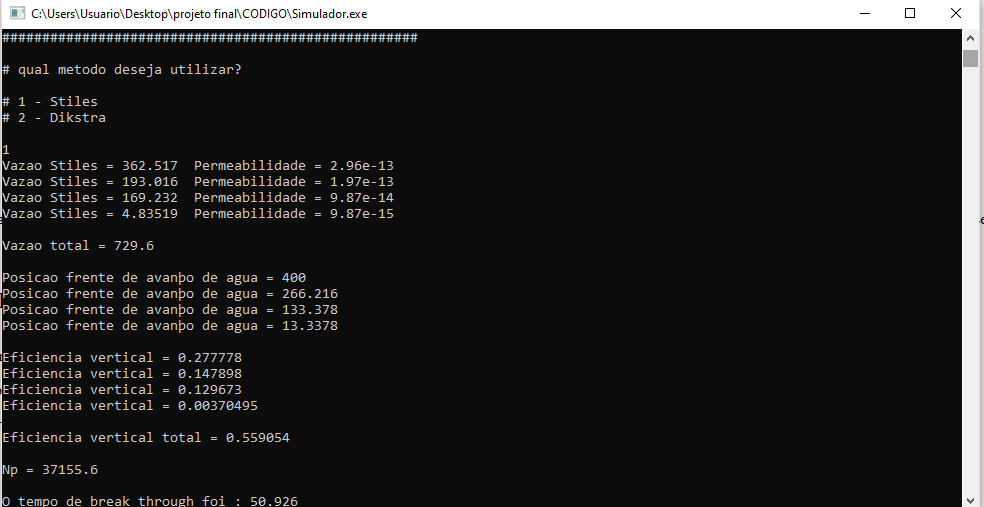 C:\Users\Usuario\Desktop\projeto final\CODIGO\Simulador.exe
####################################################
# qual metodo deseja utilizar?
# 1 - Stiles
# 2 - Dikstra
1
Vazao Stiles = 362.517  Permeabilidade = 2.96e-13
Vazao Stiles = 193.016  Permeabilidade = 1.97e-13
Vazao Stiles = 169.232  Permeabilidade = 9.87e-14
Vazao Stiles = 4.83519  Permeabilidade = 9.87e-15
Vazao total = 729.6
Posicao frente de avanþo de agua = 400
Posicao frente de avanþo de agua = 266.216
Posicao frente de avanþo de agua = 133.378
Posicao frente de avanþo de agua = 13.3378
Eficiencia vertical = 0.277778
Eficiencia vertical = 0.147898
Eficiencia vertical = 0.129673
Eficiencia vertical = 0.00370495
Eficiencia vertical total = 0.559054
Np = 37155.6
O tempo de break through foi : 50.926